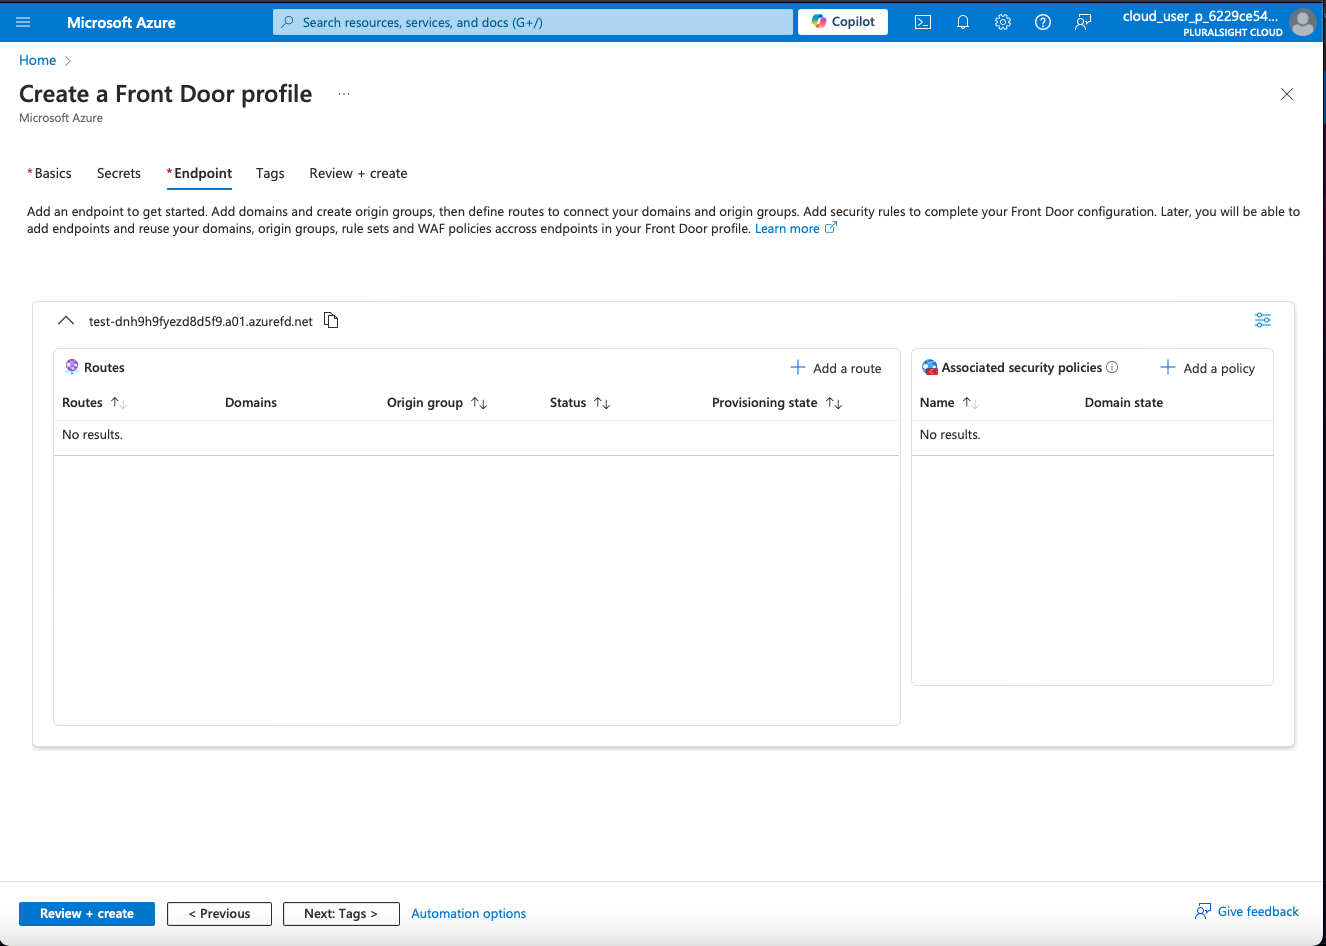 Microsoft Azure
Search resources, services, and docs (G+/)
Copilot
cloud_user_p_6229ce54...
PLURALSIGHT CLOUD
Home >
Create a Front Door profile ...
Microsoft Azure
* Basics Secrets * Endpoint Tags Review + create
Add an endpoint to get started. Add domains and create origin groups, then define routes to connect your domains and origin groups. Add security rules to complete your Front Door configuration. Later, you will be able to
add endpoints and reuse your domains, origin groups, rule sets and WAF policies accross endpoints in your Front Door profile. Learn more
test-dnh9h9fyezd8d5f9.a01.azurefd.net
Routes + Add a route
Routes Domains Origin group Status Provisioning state
No results.
Associated security policies + Add a policy
Name Domain state
No results.
Review + create < Previous Next: Tags > Automation options Give feedback